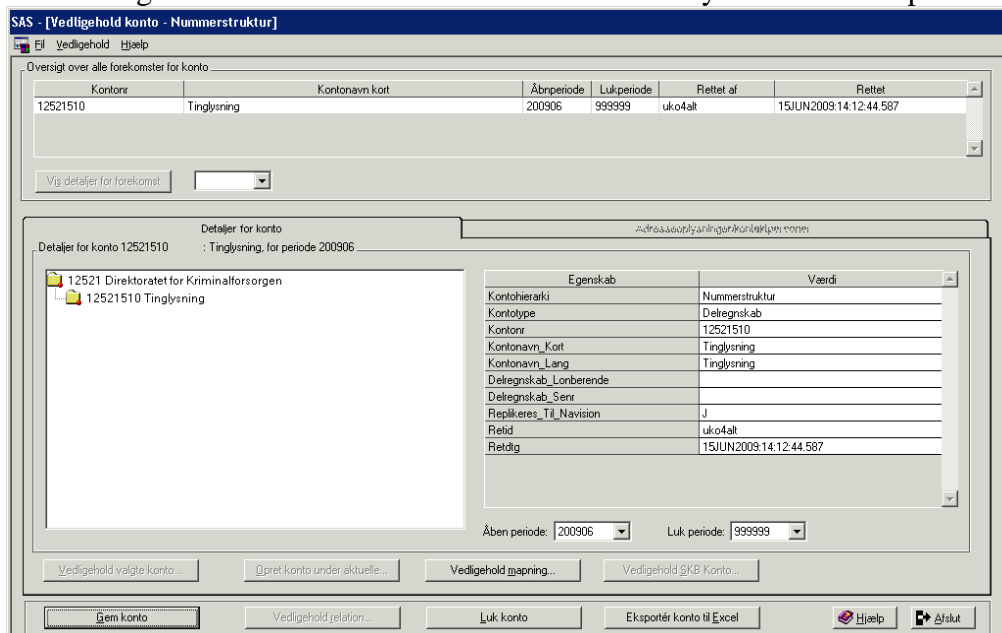 SAS - [Vedligehold konto - Nummerstruktur]
Fil Vedligehold Hjælp
Oversigt over alle forekomster for konto
Kontonr Kontonavn kort Åbnperiode Lukperiode Rettet af Rettet
12521510 Tinglysning 200906 999999 uko4alt 15JUN2009:14:12:44.587
Vis detaljer for forekomst
Detaljer for konto Adresseoplysninger/kontaktpersoner
Detaljer for konto 12521510 : Tinglysning, for periode 200906
12521 Direktoratet for Kriminalforsorgen
12521510 Tinglysning
Egenskab Værdi
Kontohierarki Nummerstruktur
Kontotype Delregnskab
Kontonr 12521510
Kontonavn_Kort Tinglysning
Kontonavn_Lang Tinglysning
Delregnskab_Lonberende
Delregnskab_Senr
Replikeres_Til_Navision J
Retid uko4alt
Retdtg 15JUN2009:14:12:44.587
Åben periode: 200906 Luk periode: 999999
Vedligehold valgte konto... Opret konto under aktuelle... Vedligehold mapning... Vedligehold SKB Konto...
Gem konto Vedligehold relation... Luk konto Eksportér konto til Excel Hjælp Afslut